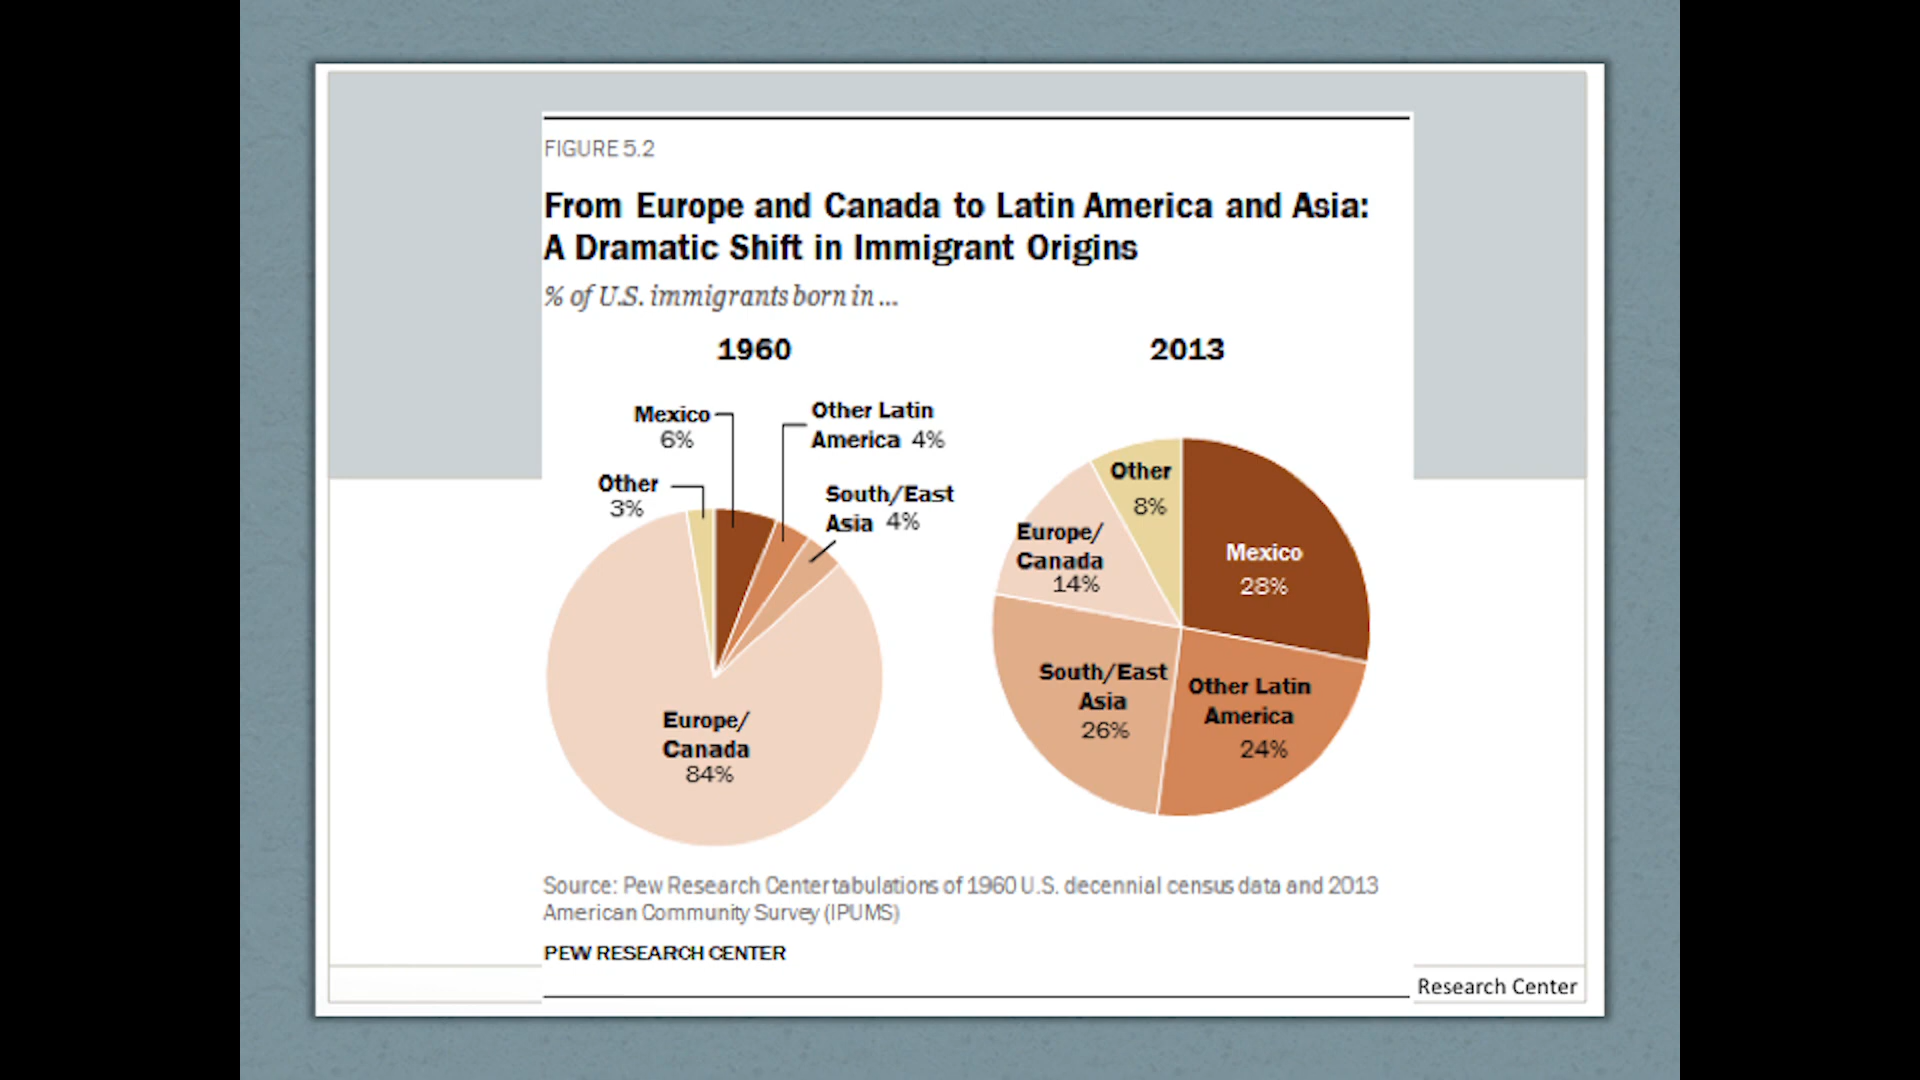 FIGURE 5.2
From Europe and Canada to Latin America and Asia:
A Dramatic Shift in Immigrant Origins
% of U.S. immigrants born in ...
1960
Mexico
6%
Other Latin
America 4%
Other
3%
South/East
Asia 4%
Europe/
Canada
84%
2013
Other
8%
Europe/
Canada
14%
Mexico
28%
South/East
Asia
26%
Other Latin
America
24%
Source: Pew Research Center tabulations of 1960 U.S. decennial census data and 2013
American Community Survey (IPUMS)
PEW RESEARCH CENTER
Research Center